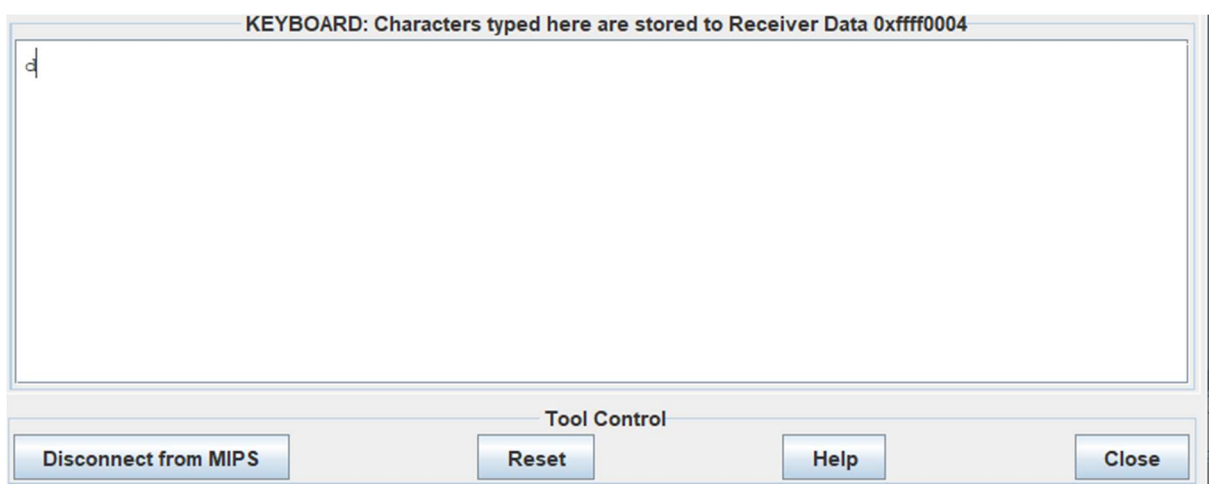 KEYBOARD: Characters typed here are stored to Receiver Data 0xffff0004
d
Tool Control
Disconnect from MIPS Reset Help Close